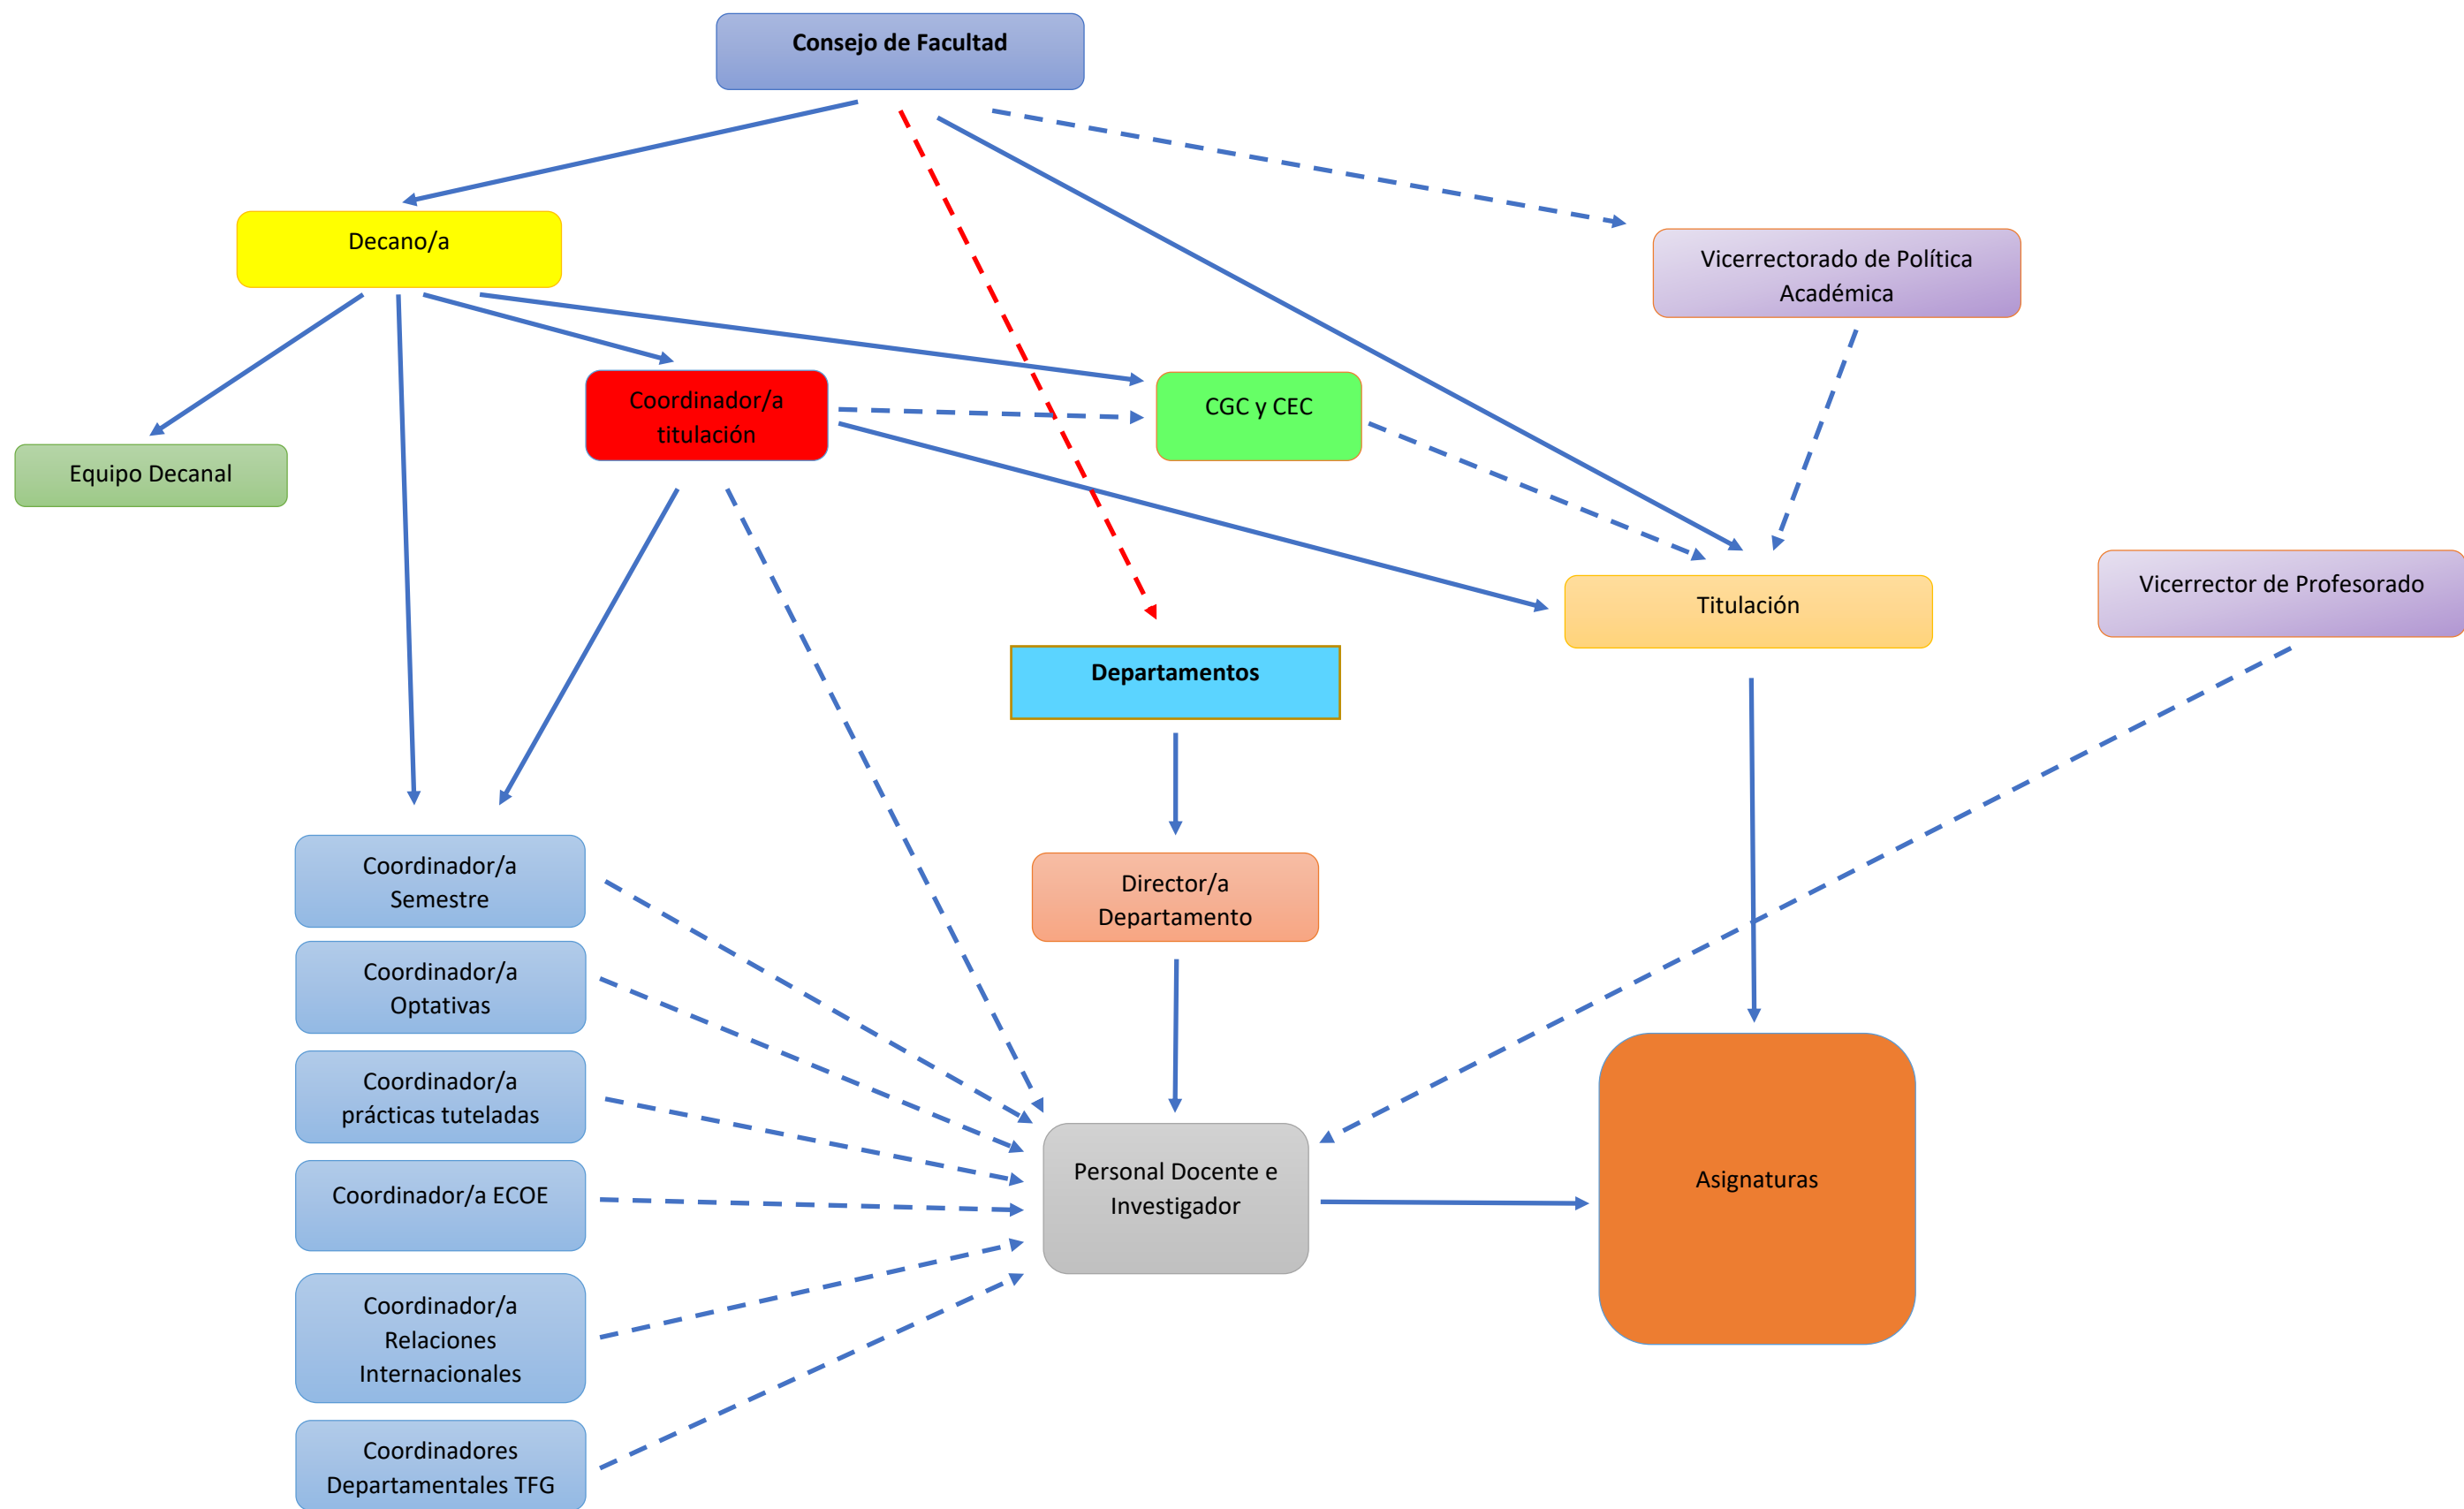 Consejo de Facultad
Decano/a
Vicerrectorado de Política
Académica
Coordinador/a
titulación
CGC y CEC
Equipo Decanal
Titulación
Vicerrector de Profesorado
Departamentos
Coordinador/a
Semestre
Director/a
Departamento
Coordinador/a
Optativas
Coordinador/a
prácticas tuteladas
Coordinador/a ECOE
Personal Docente e
Investigador
Asignaturas
Coordinador/a
Relaciones
Internacionales
Coordinadores
Departamentales TFG